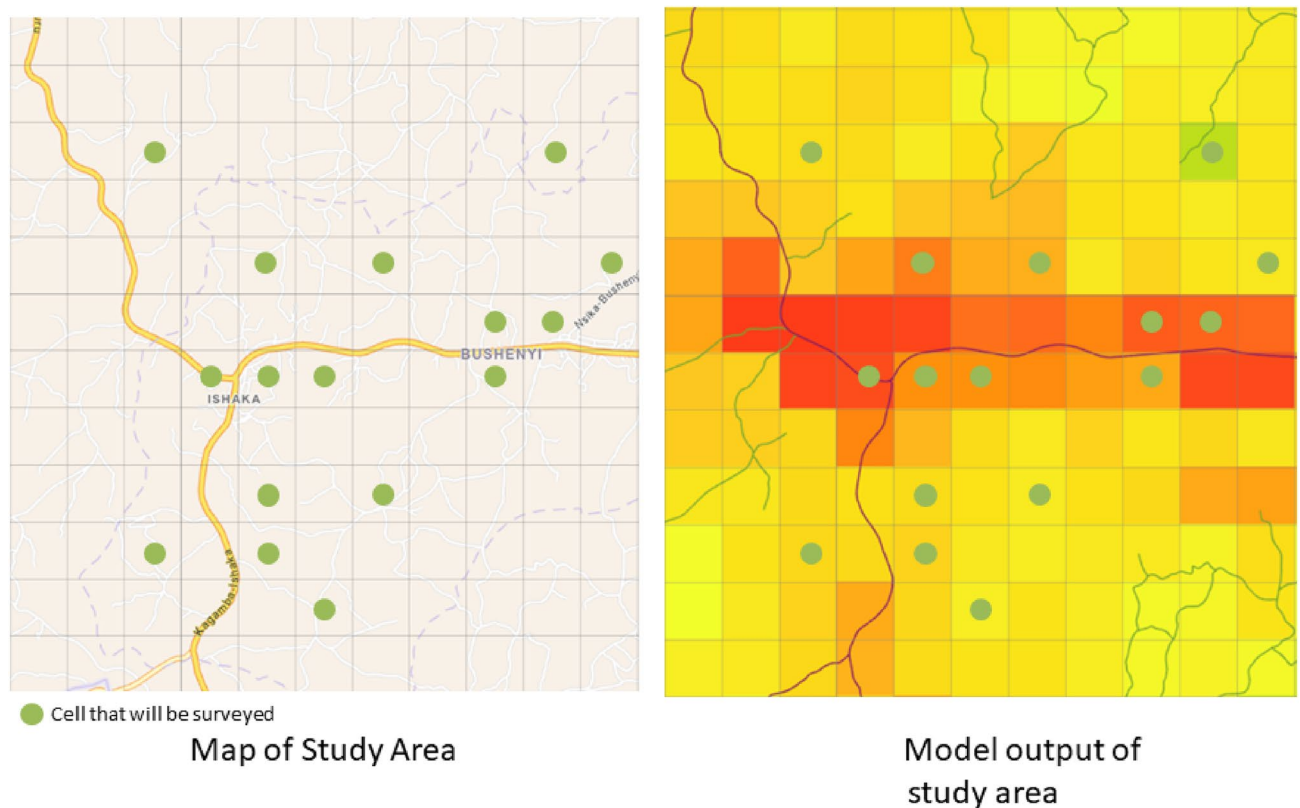 Nsika-Bushenyi
BUSHENYI
ISHAKA
Kagamba-Ishaka
Cell that will be surveyed
Map of Study Area
Model output of
study area